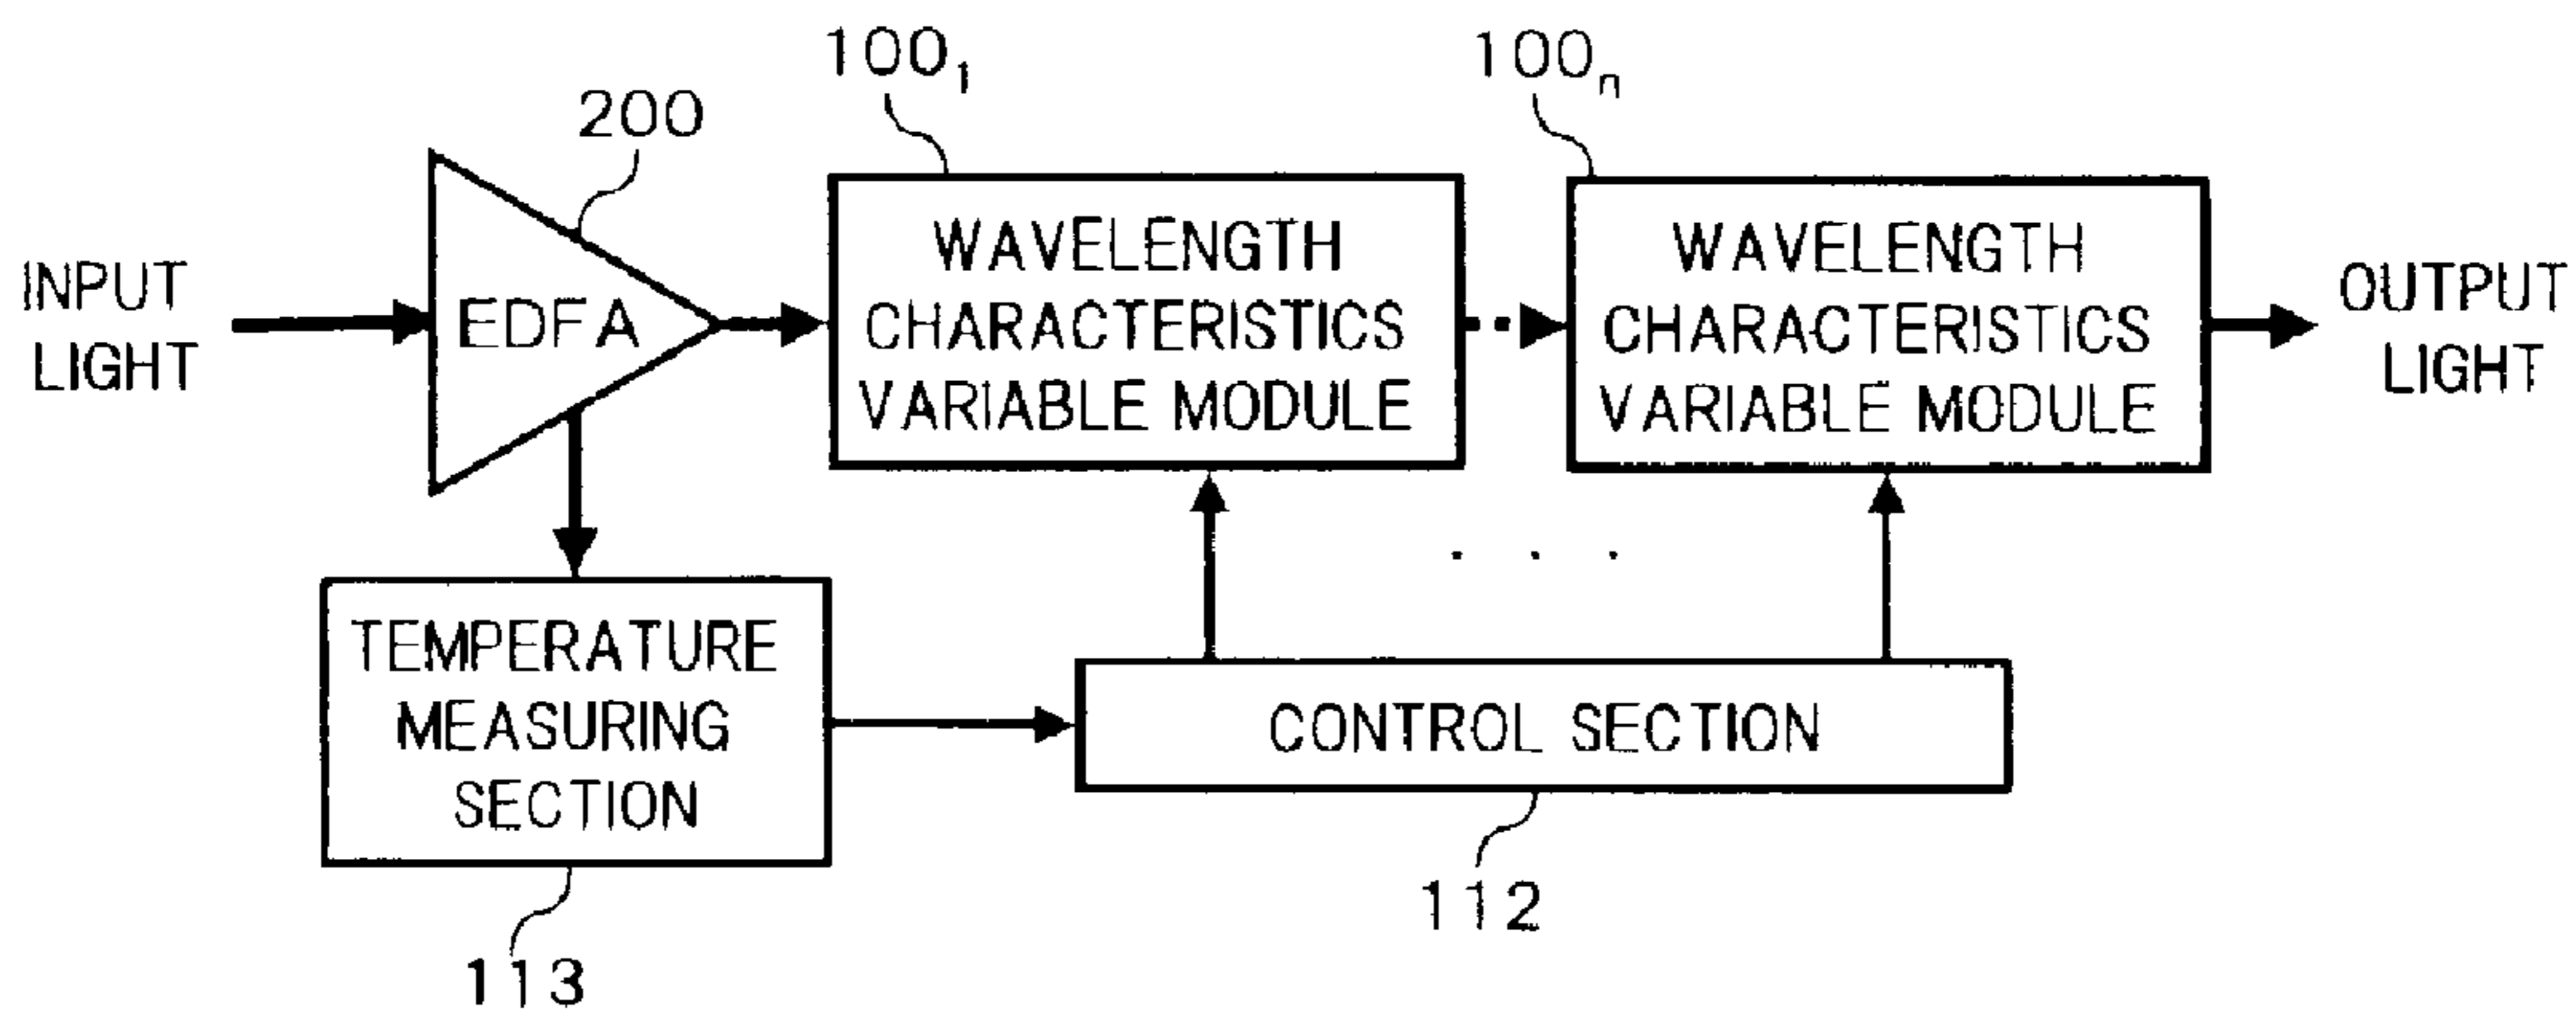 100₁
100ₙ
200
INPUT
LIGHT
EDFA
WAVELENGTH
CHARACTERISTICS
VARIABLE MODULE
WAVELENGTH
CHARACTERISTICS
VARIABLE MODULE
OUTPUT
LIGHT
. . .
TEMPERATURE
MEASURING
SECTION
CONTROL SECTION
112
113